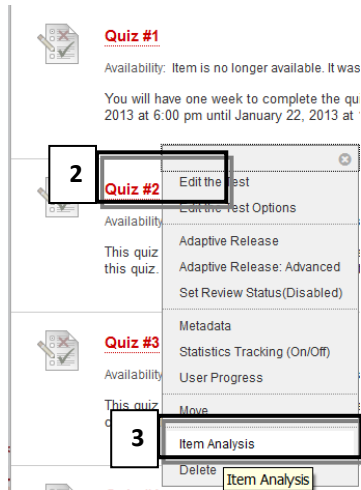 Quiz #1
Availability: Item is no longer available. It was
You will have one week to complete the qui
2013 at 6:00 pm until January 22, 2013 at
2
Quiz #2
Availability
This quiz
this quiz.
Edit the Test
Edit the Test Options
Adaptive Release
Adaptive Release: Advanced
Set Review Status(Disabled)
Metadata
Statistics Tracking (On/Off)
User Progress
Move
Item Analysis
Delete
Quiz #3
Availability
This quiz
3
Item Analysis